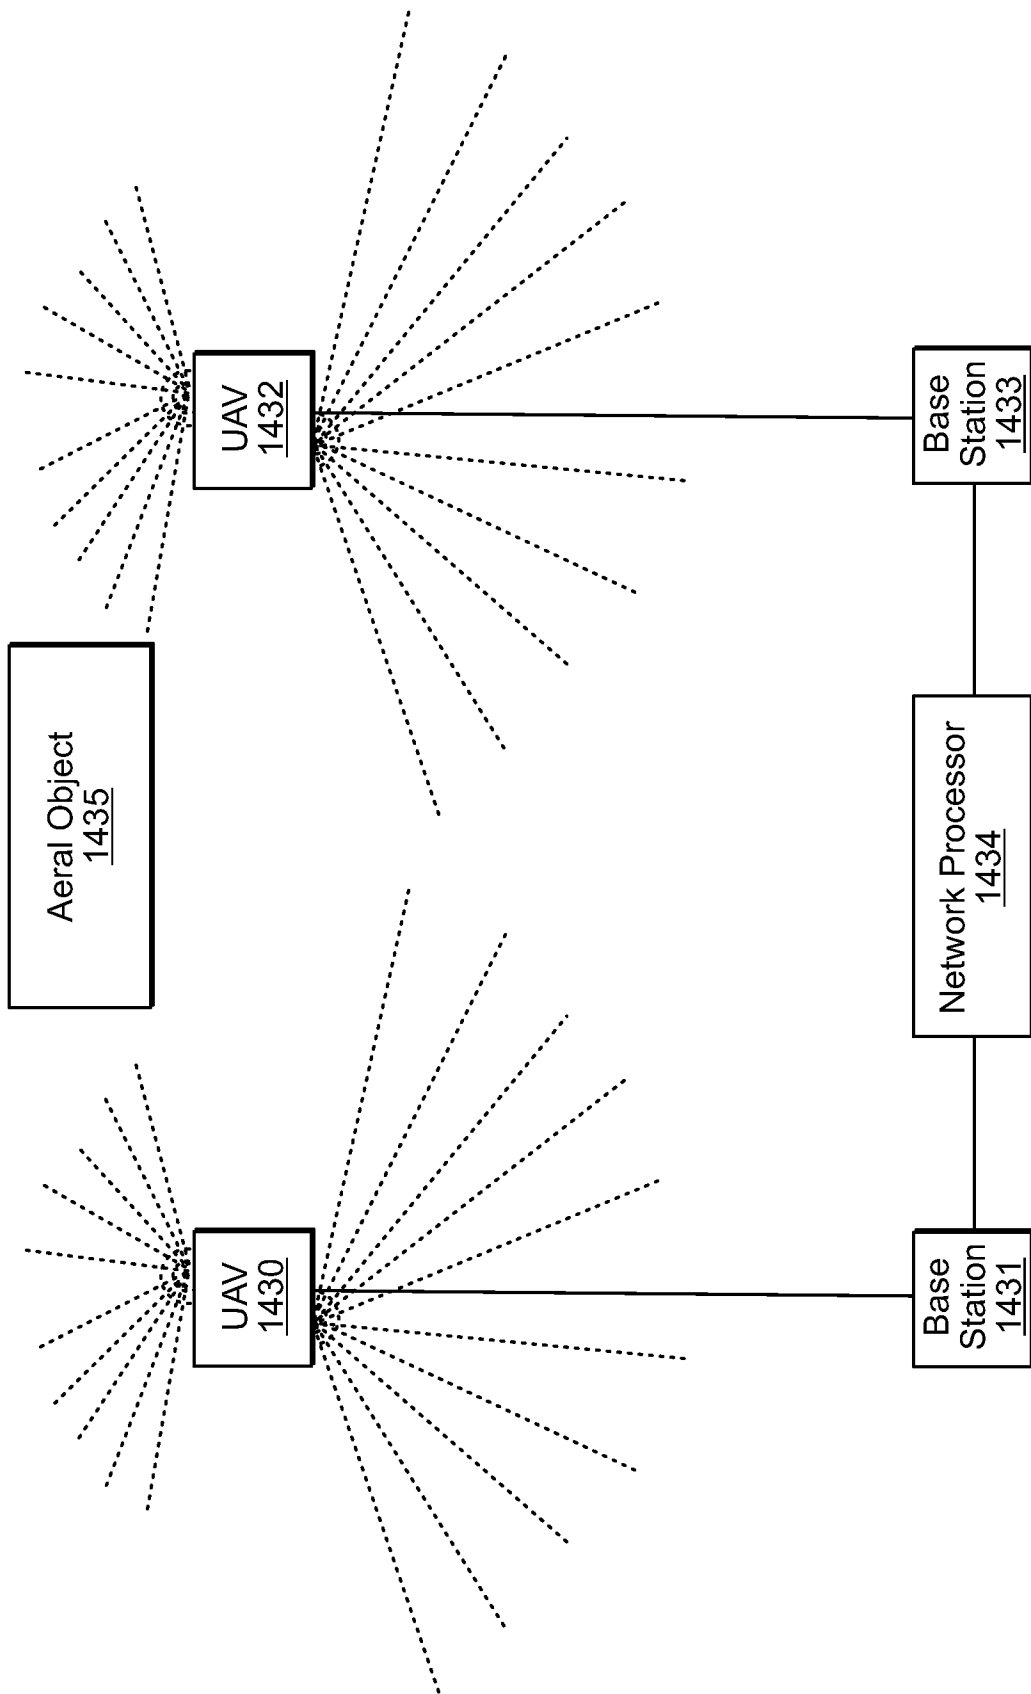 Aeral Object
1435
UAV
1430
UAV
1432
Base
Station
1431
Network Processor
1434
Base
Station
1433